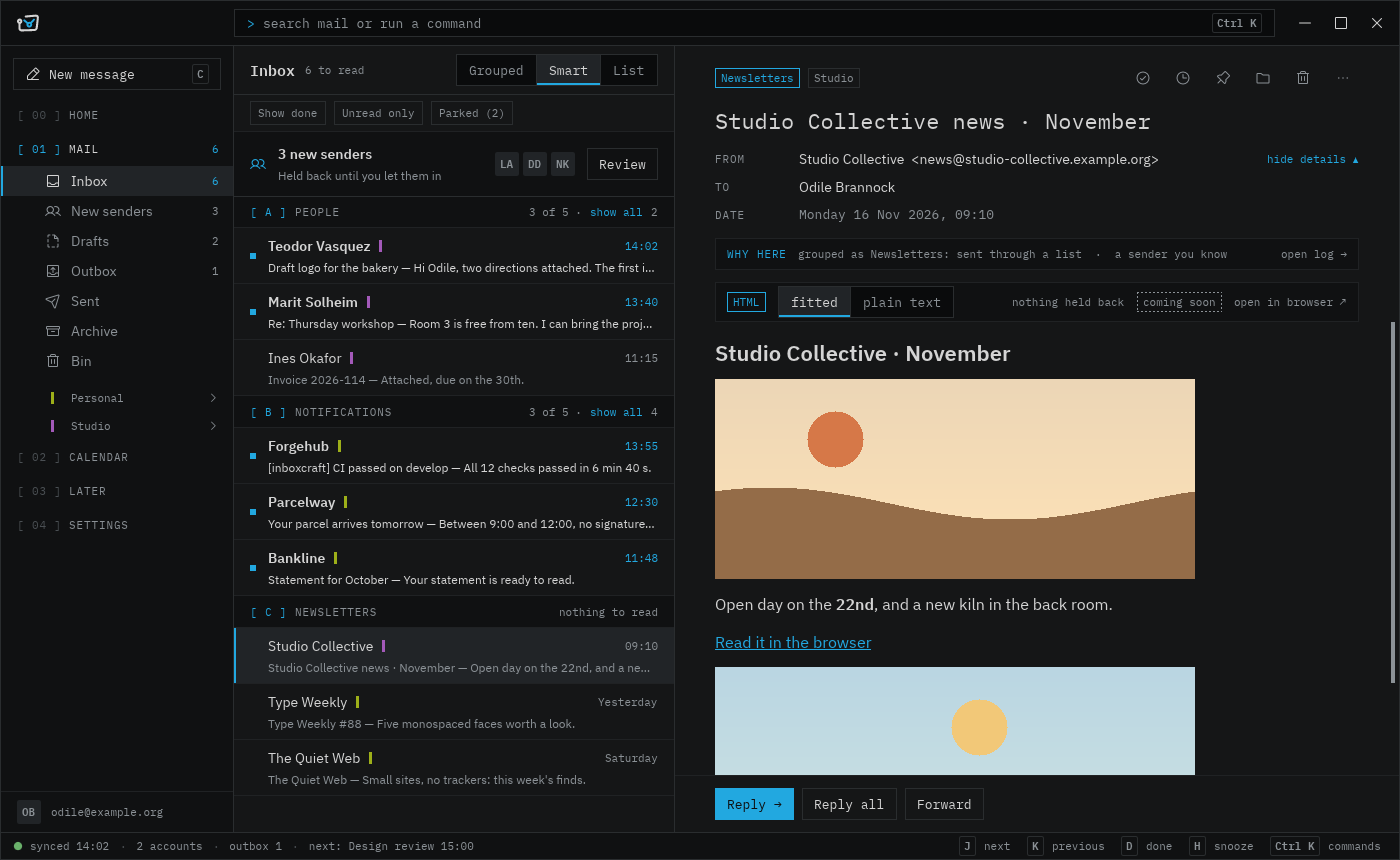 > search mail or run a command Ctrl K
New message C
[ 00 ] HOME
[ 01 ] MAIL 6
Inbox 6
New senders 3
Drafts 2
Outbox 1
Sent
Archive
Bin
Personal
Studio
[ 02 ] CALENDAR
[ 03 ] LATER
[ 04 ] SETTINGS
OB odile@example.org
Inbox 6 to read Grouped Smart List
Show done Unread only Parked (2)
3 new senders
Held back until you let them in
LA DD NK Review
[ A ] PEOPLE 3 of 5 · show all 2
Teodor Vasquez 14:02
Draft logo for the bakery — Hi Odile, two directions attached. The first i…
Marit Solheim 13:40
Re: Thursday workshop — Room 3 is free from ten. I can bring the proj…
Ines Okafor 11:15
Invoice 2026-114 — Attached, due on the 30th.
[ B ] NOTIFICATIONS 3 of 5 · show all 4
Forgehub 13:55
[inboxcraft] CI passed on develop — All 12 checks passed in 6 min 40 s.
Parcelway 12:30
Your parcel arrives tomorrow — Between 9:00 and 12:00, no signature…
Bankline 11:48
Statement for October — Your statement is ready to read.
[ C ] NEWSLETTERS nothing to read
Studio Collective 09:10
Studio Collective news · November — Open day on the 22nd, and a ne…
Type Weekly Yesterday
Type Weekly #88 — Five monospaced faces worth a look.
The Quiet Web Saturday
The Quiet Web — Small sites, no trackers: this week's finds.
Newsletters Studio
Studio Collective news · November
FROM Studio Collective <news@studio-collective.example.org> hide details ▴
TO Odile Brannock
DATE Monday 16 Nov 2026, 09:10
WHY HERE grouped as Newsletters: sent through a list · a sender you know open log →
HTML fitted plain text nothing held back coming soon open in browser ↗
Studio Collective · November
Open day on the 22nd, and a new kiln in the back room.
Read it in the browser
Reply → Reply all Forward
synced 14:02 · 2 accounts · outbox 1 · next: Design review 15:00
J next K previous D done H snooze Ctrl K commands